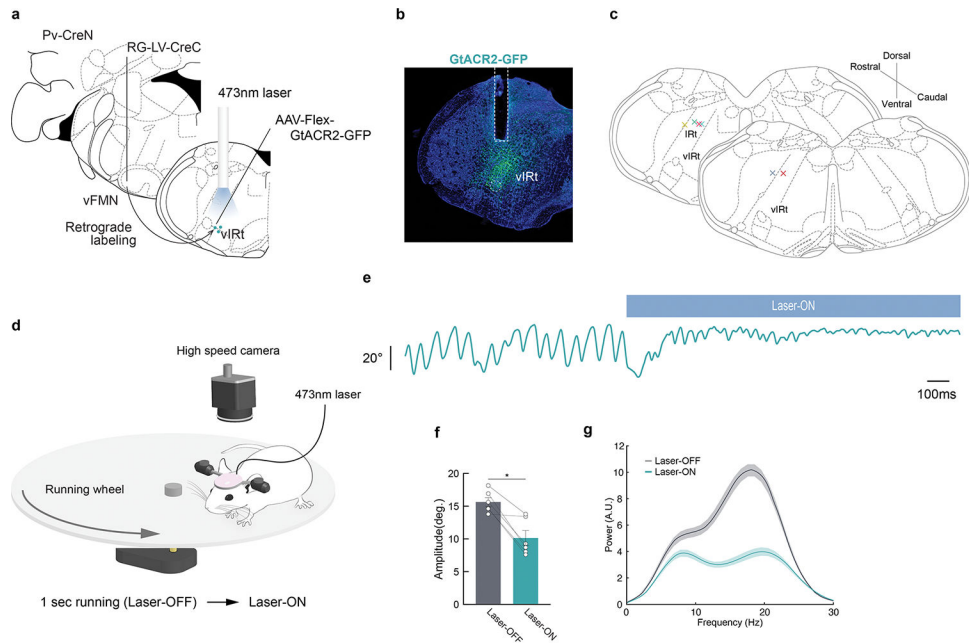 a
Pv-CreN
RG-LV-CreC
473nm laser
AAV-Flex-
GtACR2-GFP
vFMN
Retrograde
labeling
vIRt
b
GtACR2-GFP
vIRt
c
Dorsal
Rostral
Caudal
Ventral
IRt
vIRt
vIRt
d
High speed camera
473nm laser
Running wheel
1 sec running (Laser-OFF)
Laser-ON
e
Laser-ON
20°
100ms
f
20
15
10
5
0
Amplitude(deg.)
*
Laser-OFF
Laser-ON
g
12
10
8
6
4
2
0
Power (A.U.)
Laser-OFF
Laser-ON
0 10 20 30
Frequency (Hz)